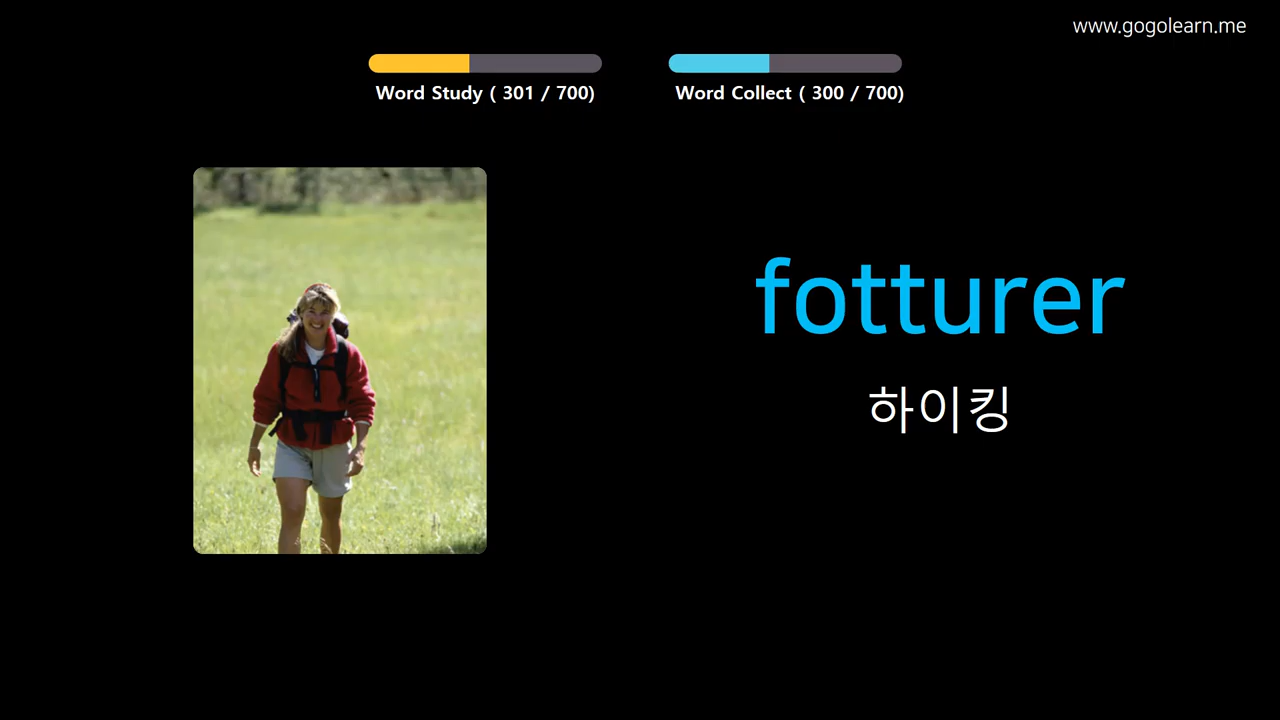 www.gogolearn.me
Word Study ( 301 / 700)
Word Collect ( 300 / 700)
fotturer
하이킹